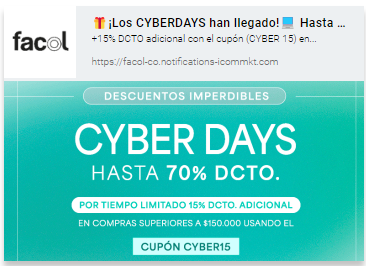 facol
🎁¡Los CYBERDAYS han llegado!💻 Hasta ...
+15% DCTO adicional con el cupón (CYBER 15) en...
https://facol-co.notifications-icommkt.com
DESCUENTOS IMPERDIBLES
CYBER DAYS
HASTA 70% DCTO.
POR TIEMPO LIMITADO 15% DCTO. ADICIONAL
EN COMPRAS SUPERIORES A $150.000 USANDO EL
CUPÓN CYBER15